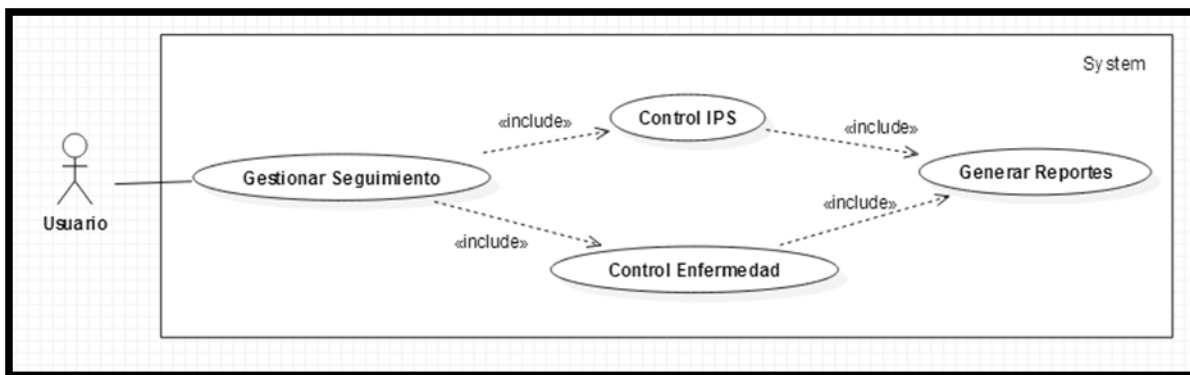 System
«include»
Control IPS
«include»
Gestionar Seguimiento
Generar Reportes
Usuario
«include»
«include»
Control Enfermedad